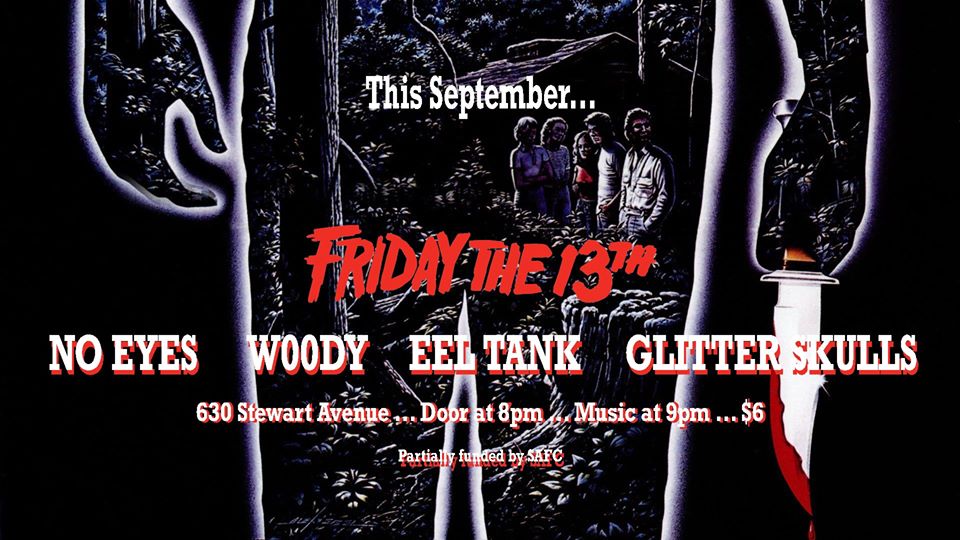 This September...
FRIDAY THE 13TH
NO EYES W00DY EEL TANK GLITTER SKULLS
630 Stewart Avenue ... Door at 8pm ... Music at 9pm ... $6
Partially funded by SAFC